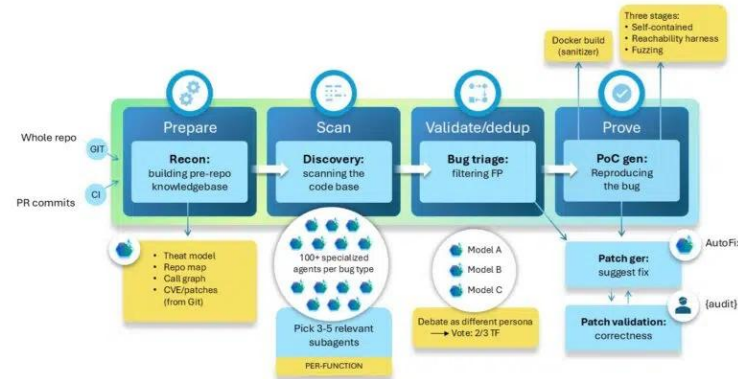 Three stages:
• Self-contained
• Reachability harness
• Fuzzing
Docker build
(sanitizer)
Whole repo
GIT
PR commits
CI
Prepare
Recon:
building pre-repo
knowledgebase
Scan
Discovery:
scanning the
code base
Validate/dedup
Bug triage:
filtering FP
Prove
PoC gen:
Reproducing
the bug
• Theat model
• Repo map
• Call graph
• CVE/patches
(from Git)
100+ specialized
agents per bug type
Pick 3-5 relevant
subagents
PER-FUNCTION
Model A
Model B
Model C
Debate as different persona
Vote: 2/3 TF
Patch ger:
suggest fix
AutoFix
Patch validation:
correctness
{audit}